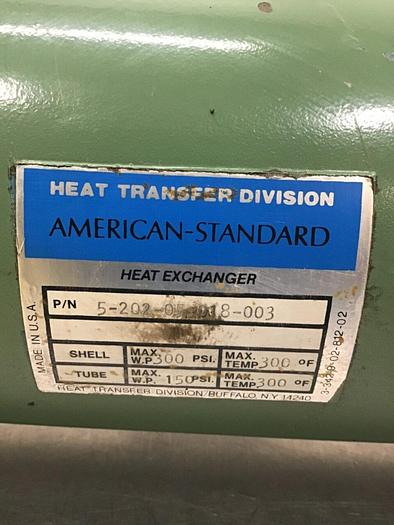 HEAT TRANSFER DIVISION
AMERICAN-STANDARD
HEAT EXCHANGER
P/N
SHELL MAX. W.P. 300 PSI. MAX. TEMP. 300 °F
TUBE MAX. W.P. 150 PSI. MAX. TEMP. 300 °F
HEAT TRANSFER DIVISION/BUFFALO, N.Y. 14240
MADE IN U.S.A.